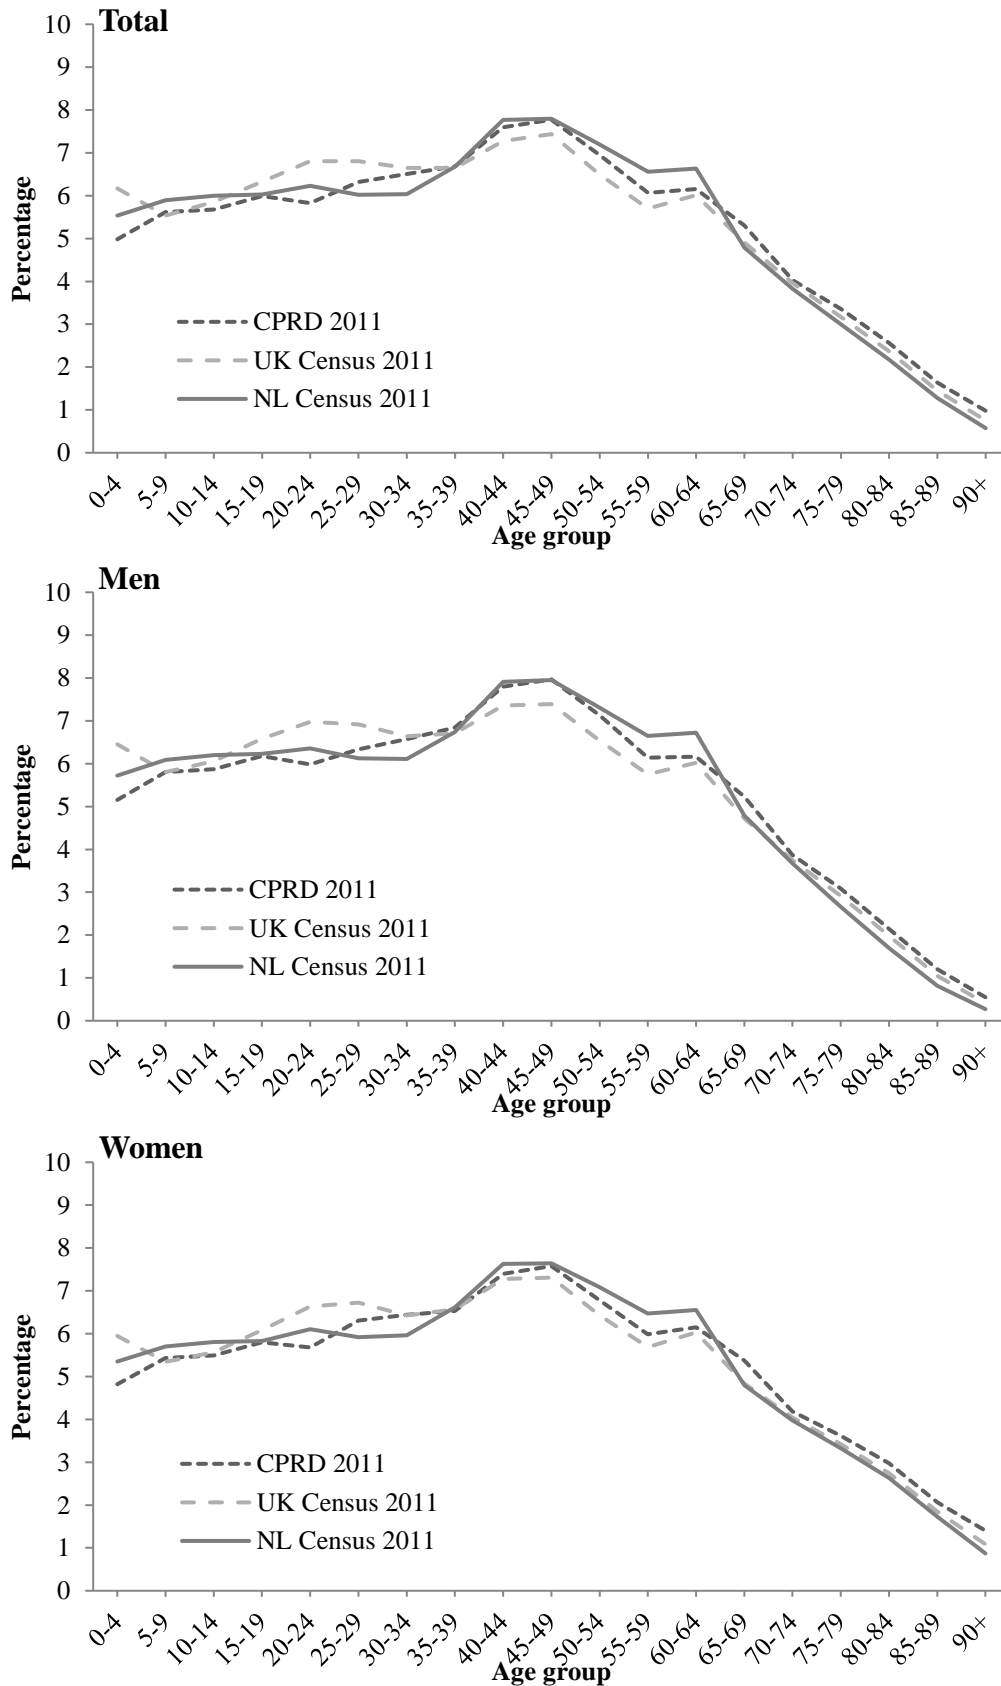 Total
10
9
8
7
6
5
4
3
2
1
0
Percentage
CPRD 2011
UK Census 2011
NL Census 2011
0-4 5-9 10-14 15-19 20-24 25-29 30-34 35-39 40-44 45-49 50-54 55-59 60-64 65-69 70-74 75-79 80-84 85-89 90+
Age group
Men
10
9
8
7
6
5
4
3
2
1
0
Percentage
CPRD 2011
UK Census 2011
NL Census 2011
0-4 5-9 10-14 15-19 20-24 25-29 30-34 35-39 40-44 45-49 50-54 55-59 60-64 65-69 70-74 75-79 80-84 85-89 90+
Age group
Women
10
9
8
7
6
5
4
3
2
1
0
Percentage
CPRD 2011
UK Census 2011
NL Census 2011
0-4 5-9 10-14 15-19 20-24 25-29 30-34 35-39 40-44 45-49 50-54 55-59 60-64 65-69 70-74 75-79 80-84 85-89 90+
Age group